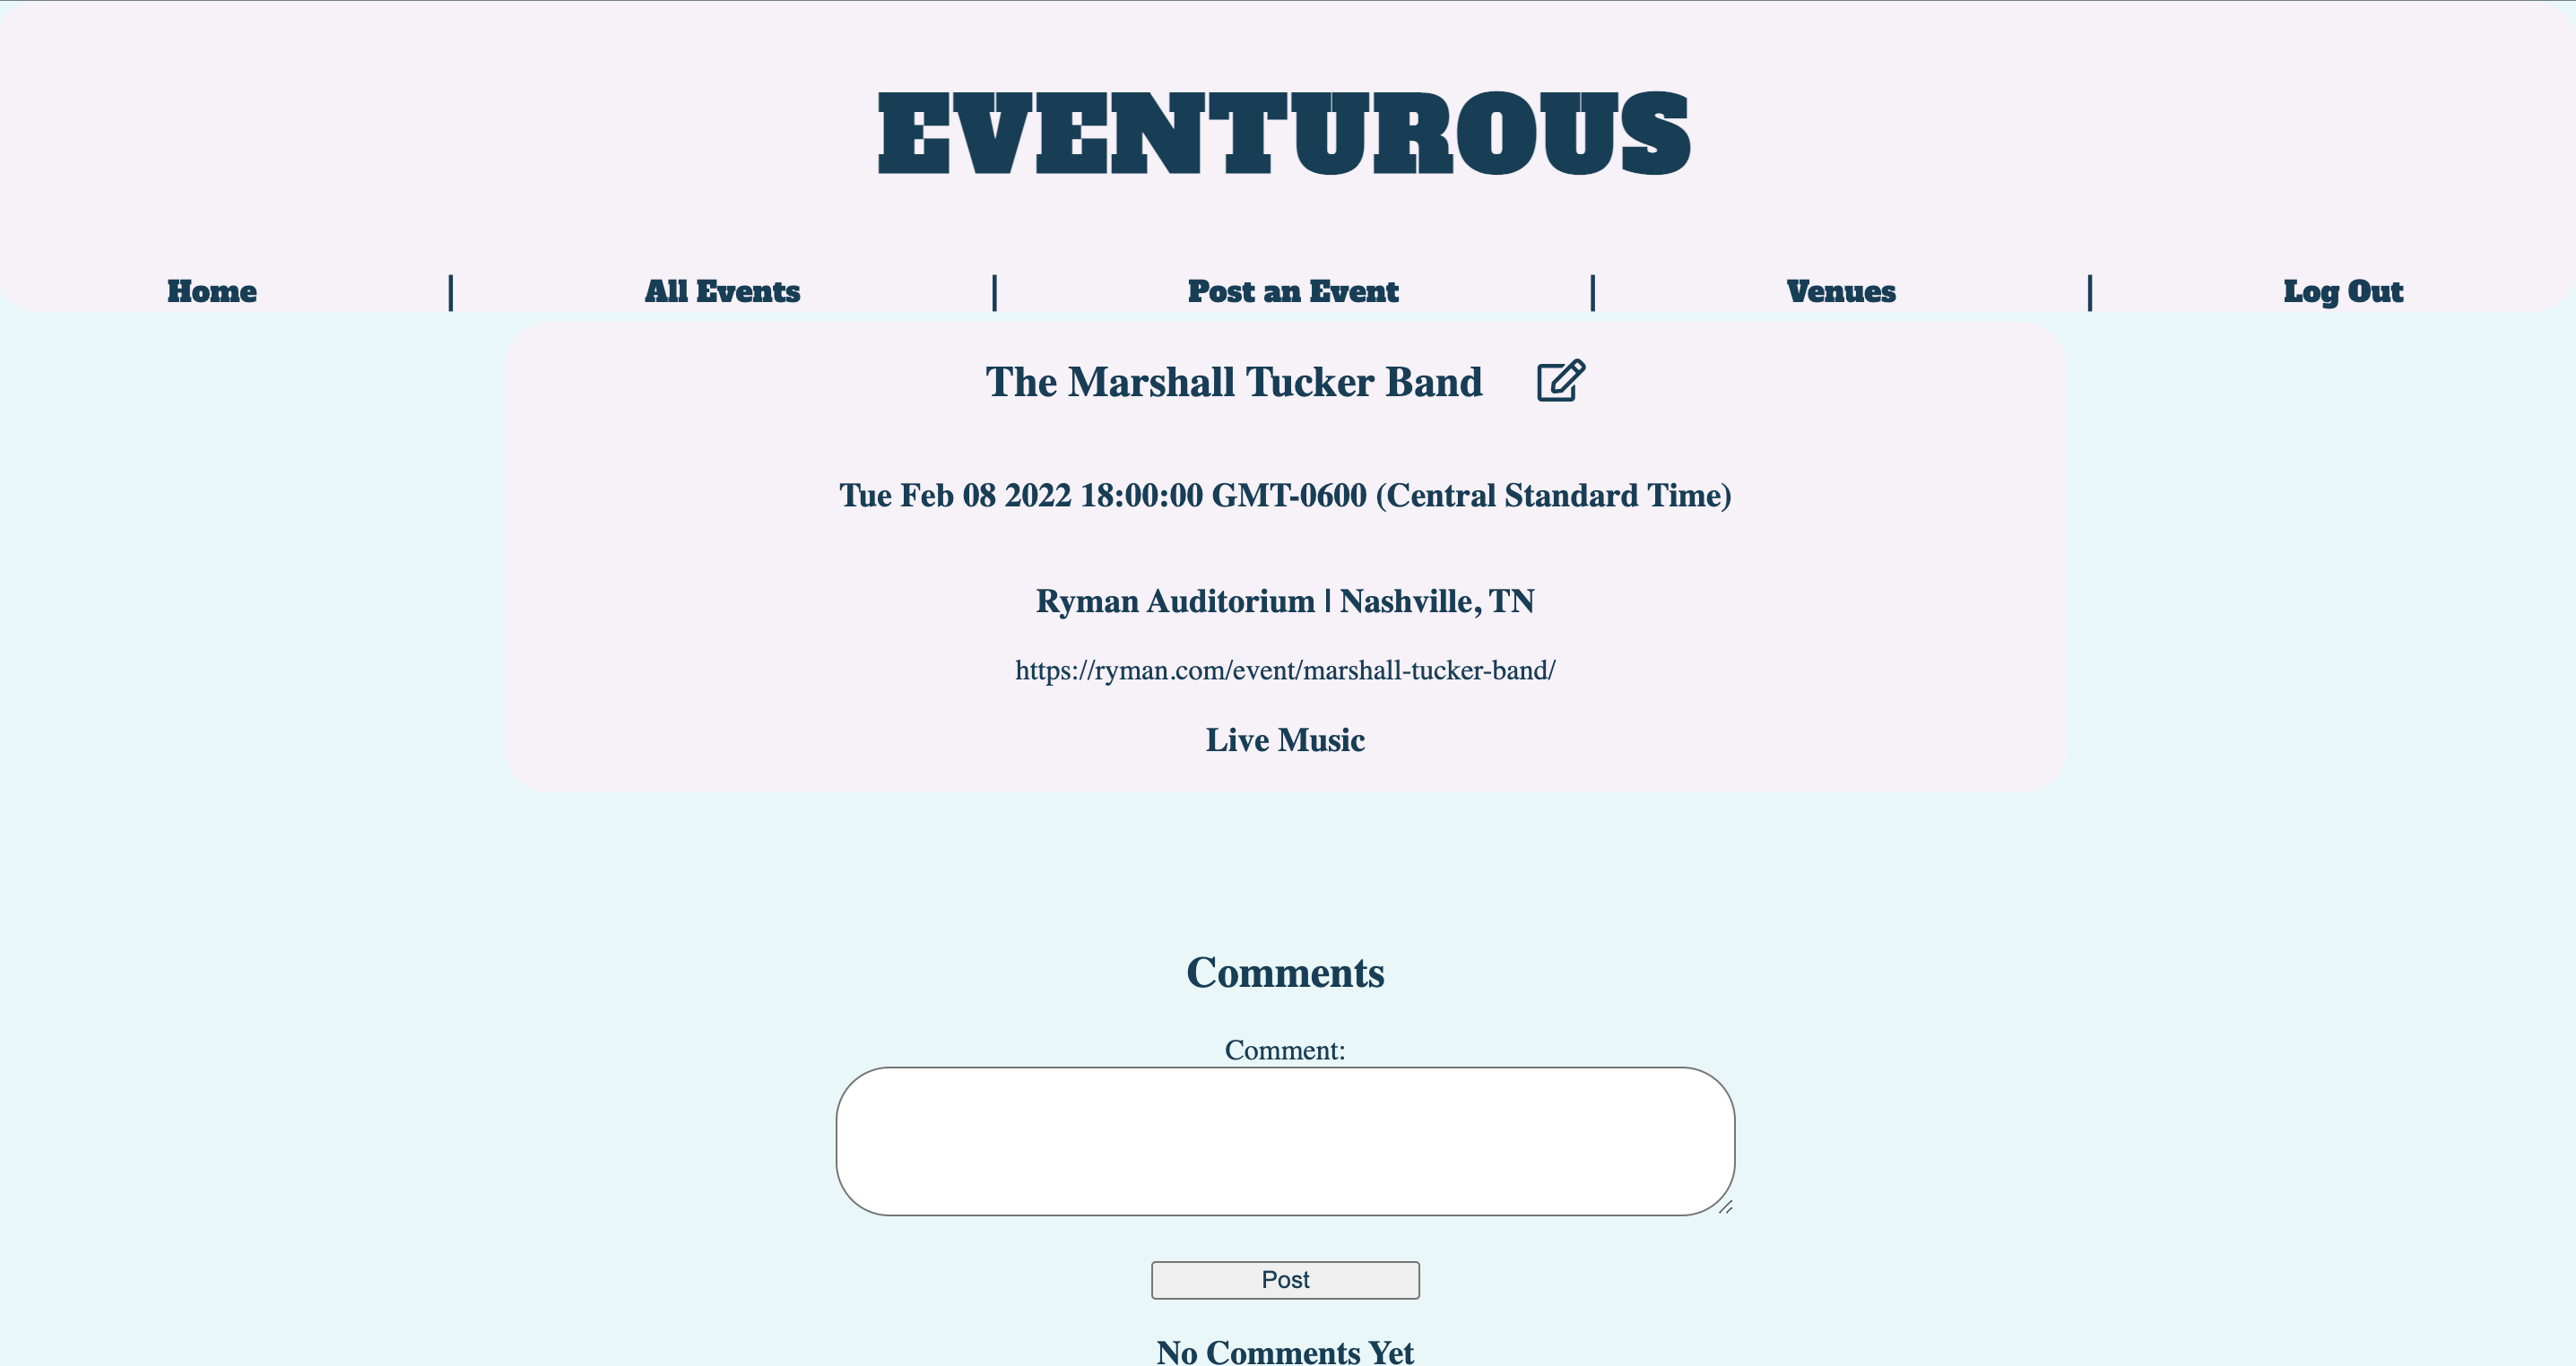 EVENTUROUS
Home | All Events | Post an Event | Venues | Log Out
The Marshall Tucker Band
Tue Feb 08 2022 18:00:00 GMT-0600 (Central Standard Time)
Ryman Auditorium | Nashville, TN
https://ryman.com/event/marshall-tucker-band/
Live Music
Comments
Comment:
Post
No Comments Yet